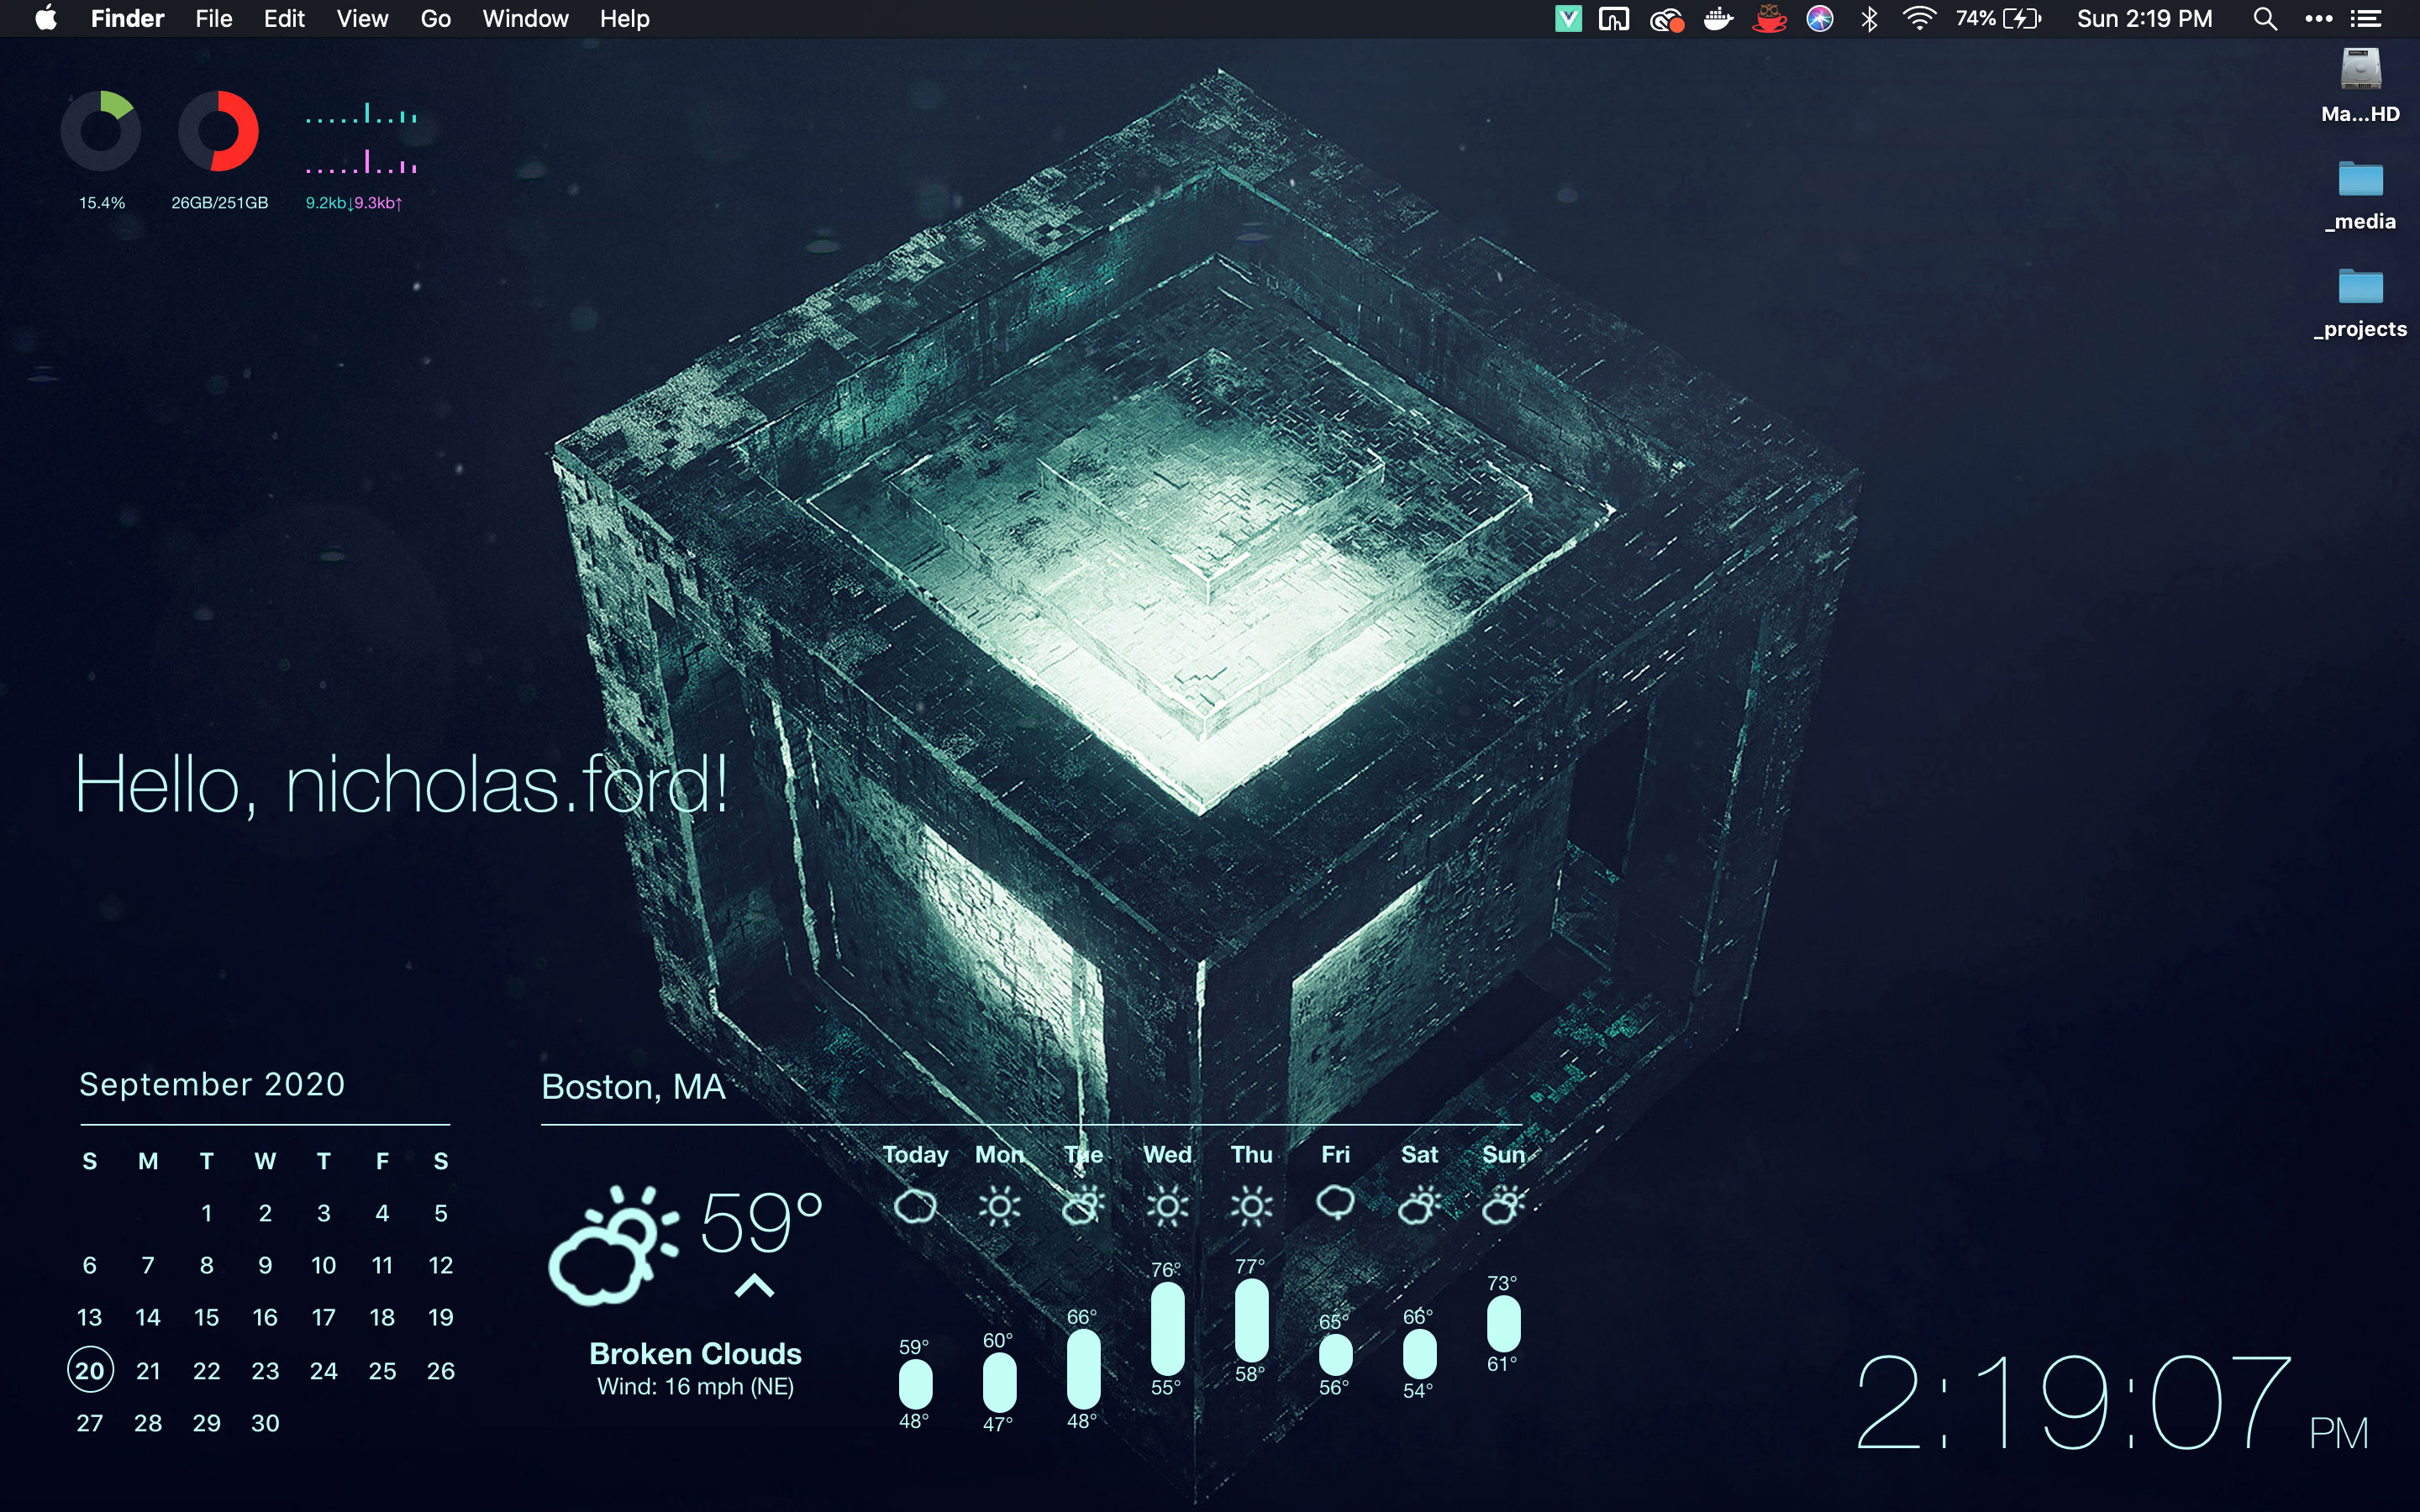 Finder File Edit View Go Window Help 74% Sun 2:19 PM
Ma...HD
_media
_projects
15.4% 26GB/251GB 9.2kb↓9.3kb↑
Hello, nicholas.ford!
September 2020
S M T W T F S
1 2 3 4 5
6 7 8 9 10 11 12
13 14 15 16 17 18 19
20 21 22 23 24 25 26
27 28 29 30
Boston, MA
59°
Broken Clouds
Wind: 16 mph (NE)
Today Mon Tue Wed Thu Fri Sat Sun
59° 60° 66° 76° 77° 65° 66° 73°
48° 47° 48° 55° 58° 56° 54° 61°
2:19:07 PM